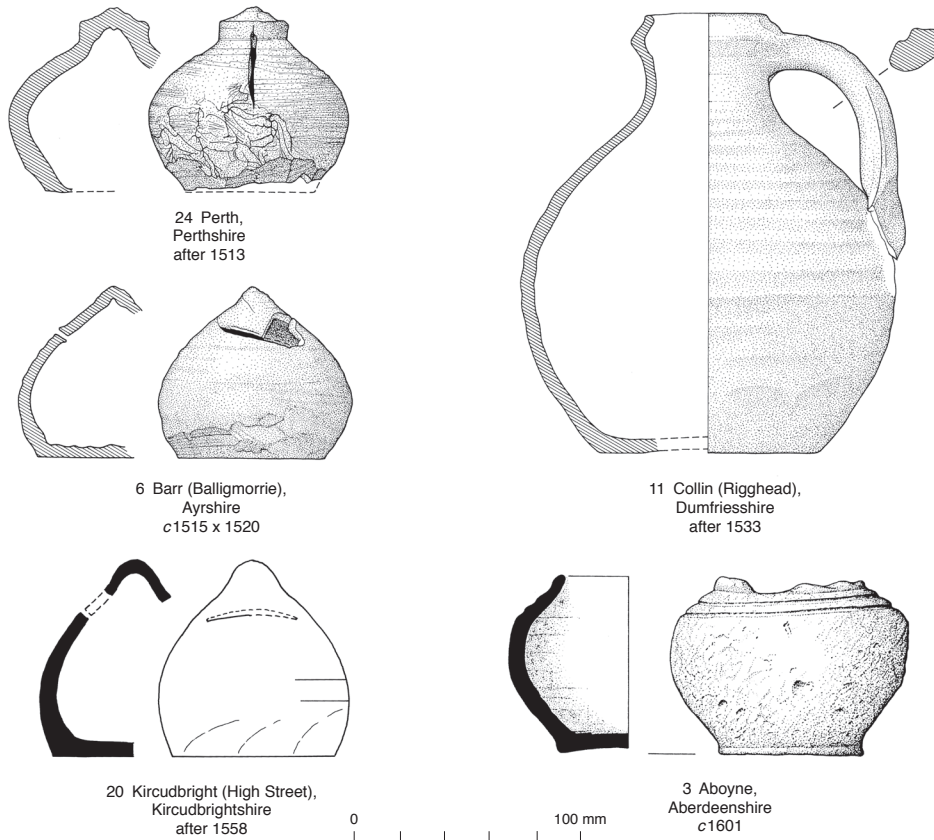 24 Perth,
Perthshire
after 1513
6 Barr (Balligmorrie),
Ayrshire
c1515 x 1520
11 Collin (Rigghead),
Dumfriesshire
after 1533
20 Kircudbright (High Street),
Kircudbrightshire
after 1558
3 Aboyne,
Aberdeenshire
c1601
0 100 mm